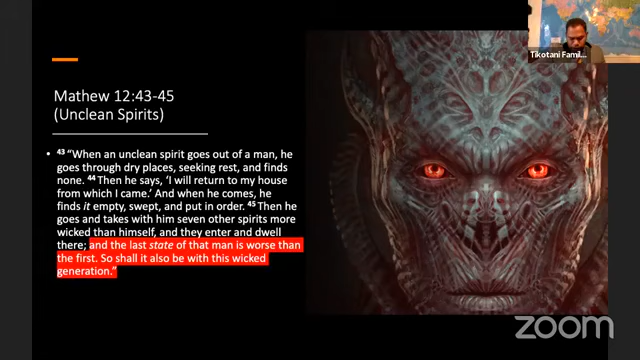 Tikotani Famil...
Mathew 12:43-45
(Unclean Spirits)
• 43 "When an unclean spirit goes out of a man, he
goes through dry places, seeking rest, and finds
none. 44 Then he says, 'I will return to my house
from which I came.' And when he comes, he
finds it empty, swept, and put in order. 45 Then he
goes and takes with him seven other spirits more
wicked than himself, and they enter and dwell
there; and the last state of that man is worse than
the first. So shall it also be with this wicked
generation."
zoom